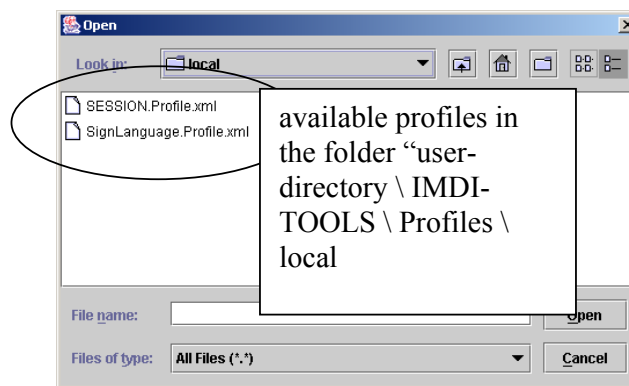 Open
Look in: local
SESSION.Profile.xml
SignLanguage.Profile.xml
available profiles in
the folder “user-
directory \ IMDI-
TOOLS \ Profiles \
local
File name: Open
Files of type: All Files (*.*) Cancel